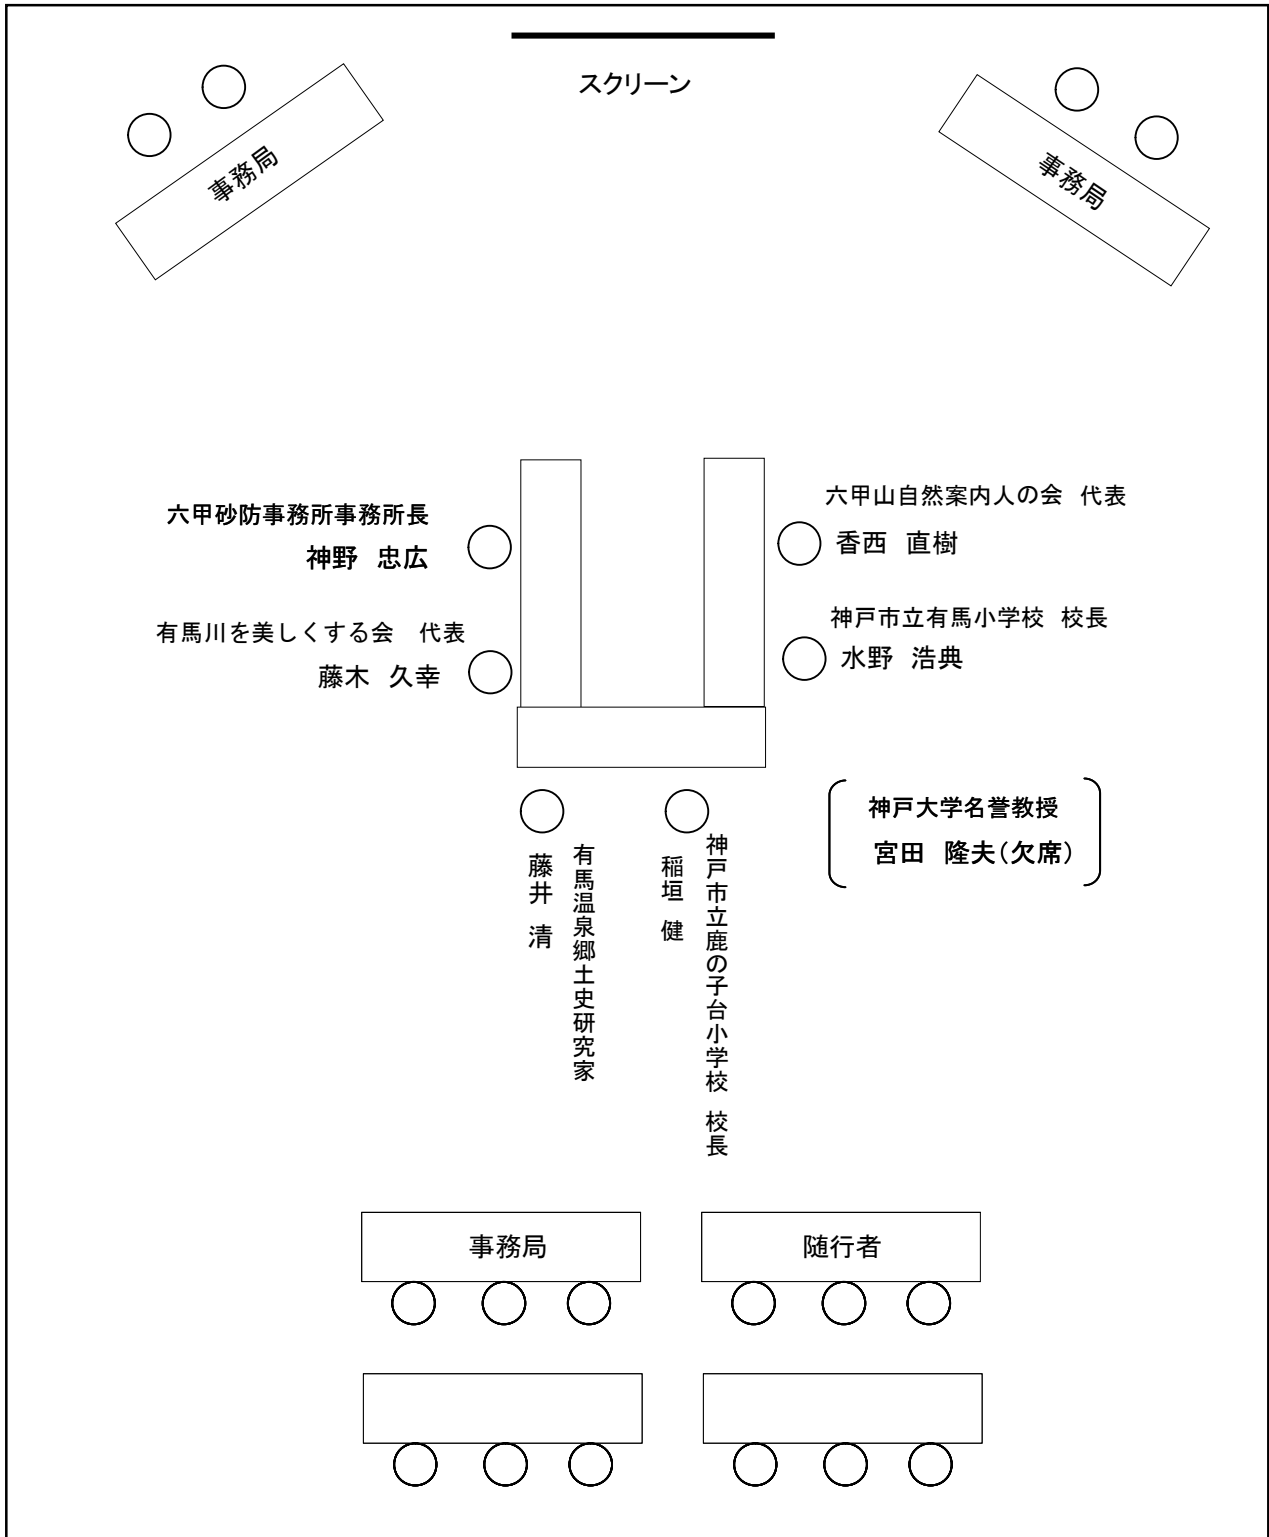 スクリーン
事務局
事務局
六甲砂防事務所事務所長
神野　忠広
六甲山自然案内人の会　代表
香西　直樹
有馬川を美しくする会　代表
藤木　久幸
神戸市立有馬小学校　校長
水野　浩典
神戸大学名誉教授
宮田　隆夫（欠席）
有馬温泉郷土史研究家
藤井　清
神戸市立鹿の子台小学校　校長
稲垣　健
事務局
随行者